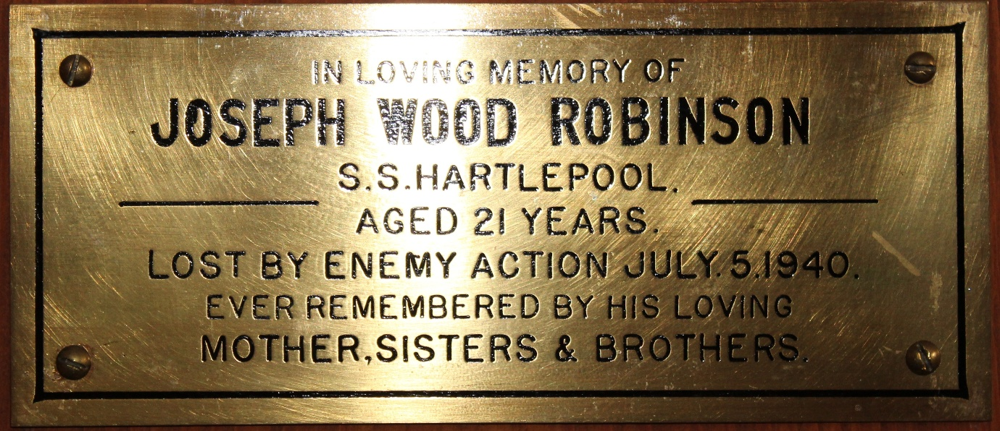 IN LOVING MEMORY OF
JOSEPH WOOD ROBINSON
S.S.HARTLEPOOL.
AGED 21 YEARS.
LOST BY ENEMY ACTION JULY.5.1940.
EVER REMEMBERED BY HIS LOVING
MOTHER,SISTERS & BROTHERS.